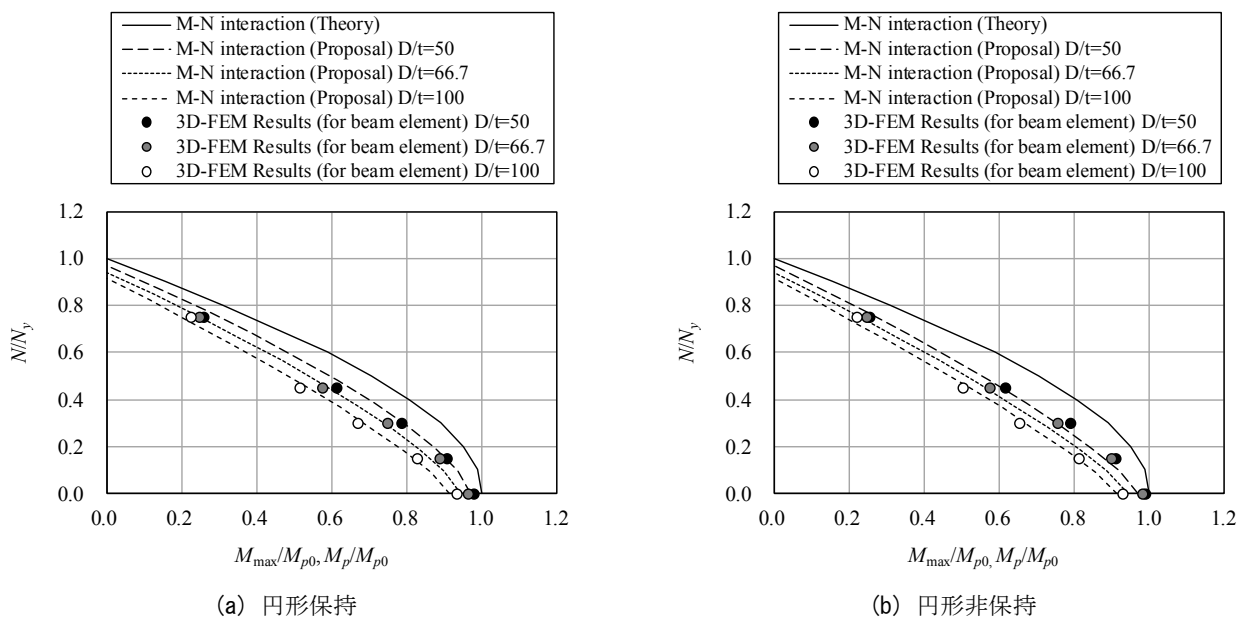 M-N interaction (Theory)
M-N interaction (Proposal) D/t=50
M-N interaction (Proposal) D/t=66.7
M-N interaction (Proposal) D/t=100
3D-FEM Results (for beam element) D/t=50
3D-FEM Results (for beam element) D/t=66.7
3D-FEM Results (for beam element) D/t=100
1.2
1.0
0.8
0.6
0.4
0.2
0.0
N/Ny
0.0 0.2 0.4 0.6 0.8 1.0 1.2
Mmax/Mp0, Mp/Mp0
(a) 円形保持
M-N interaction (Theory)
M-N interaction (Proposal) D/t=50
M-N interaction (Proposal) D/t=66.7
M-N interaction (Proposal) D/t=100
3D-FEM Results (for beam element) D/t=50
3D-FEM Results (for beam element) D/t=66.7
3D-FEM Results (for beam element) D/t=100
1.2
1.0
0.8
0.6
0.4
0.2
0.0
N/Ny
0.0 0.2 0.4 0.6 0.8 1.0 1.2
Mmax/Mp0, Mp/Mp0
(b) 円形非保持